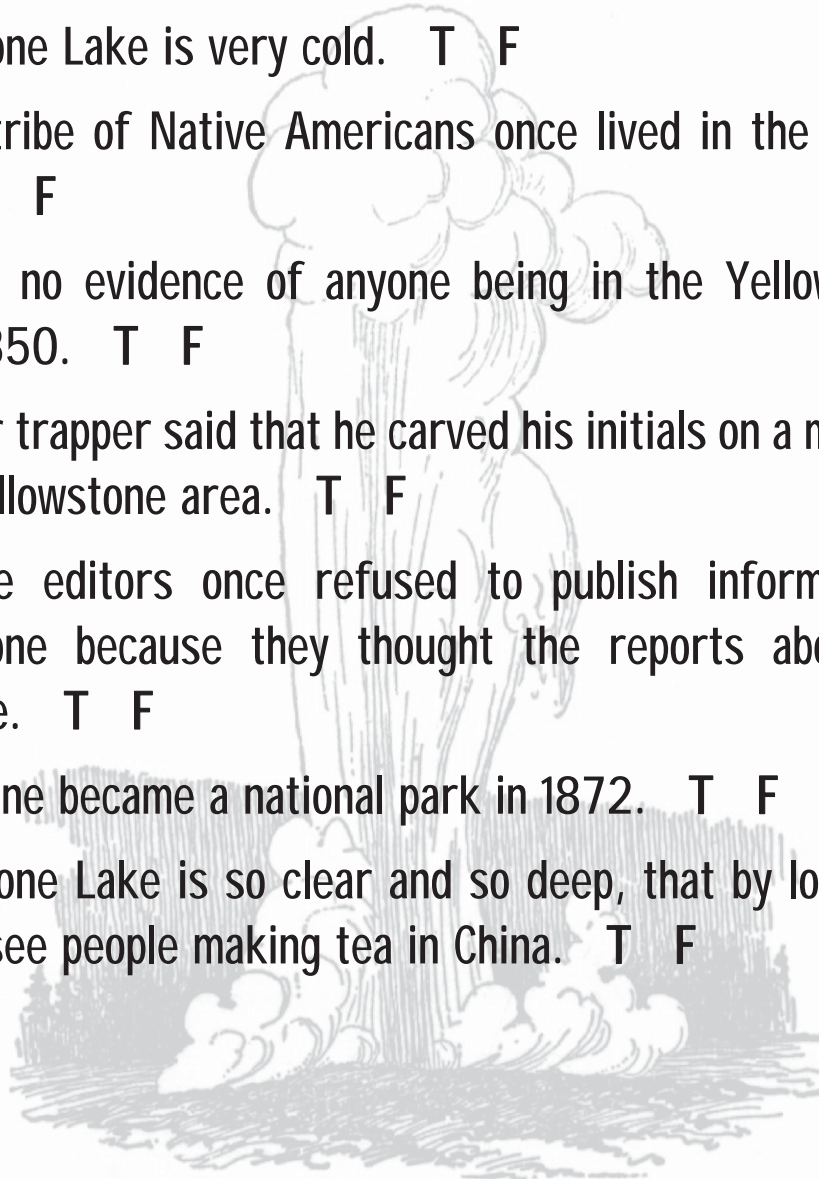 one Lake is very cold. T F
tribe of Native Americans once lived in the
F
no evidence of anyone being in the Yellow
350. T F
r trapper said that he carved his initials on a
llowstone area. T F
e editors once refused to publish inform
one because they thought the reports abo
e. T F
ne became a national park in 1872. T F
one Lake is so clear and so deep, that by lo
see people making tea in China. T F